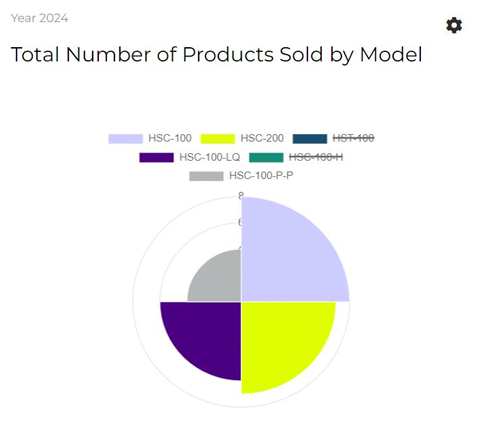 Year 2024
Total Number of Products Sold by Model
HSC-100 HSC-200 HST-100
HSC-100-LQ HSC-100-H
HSC-100-P-P
8
6